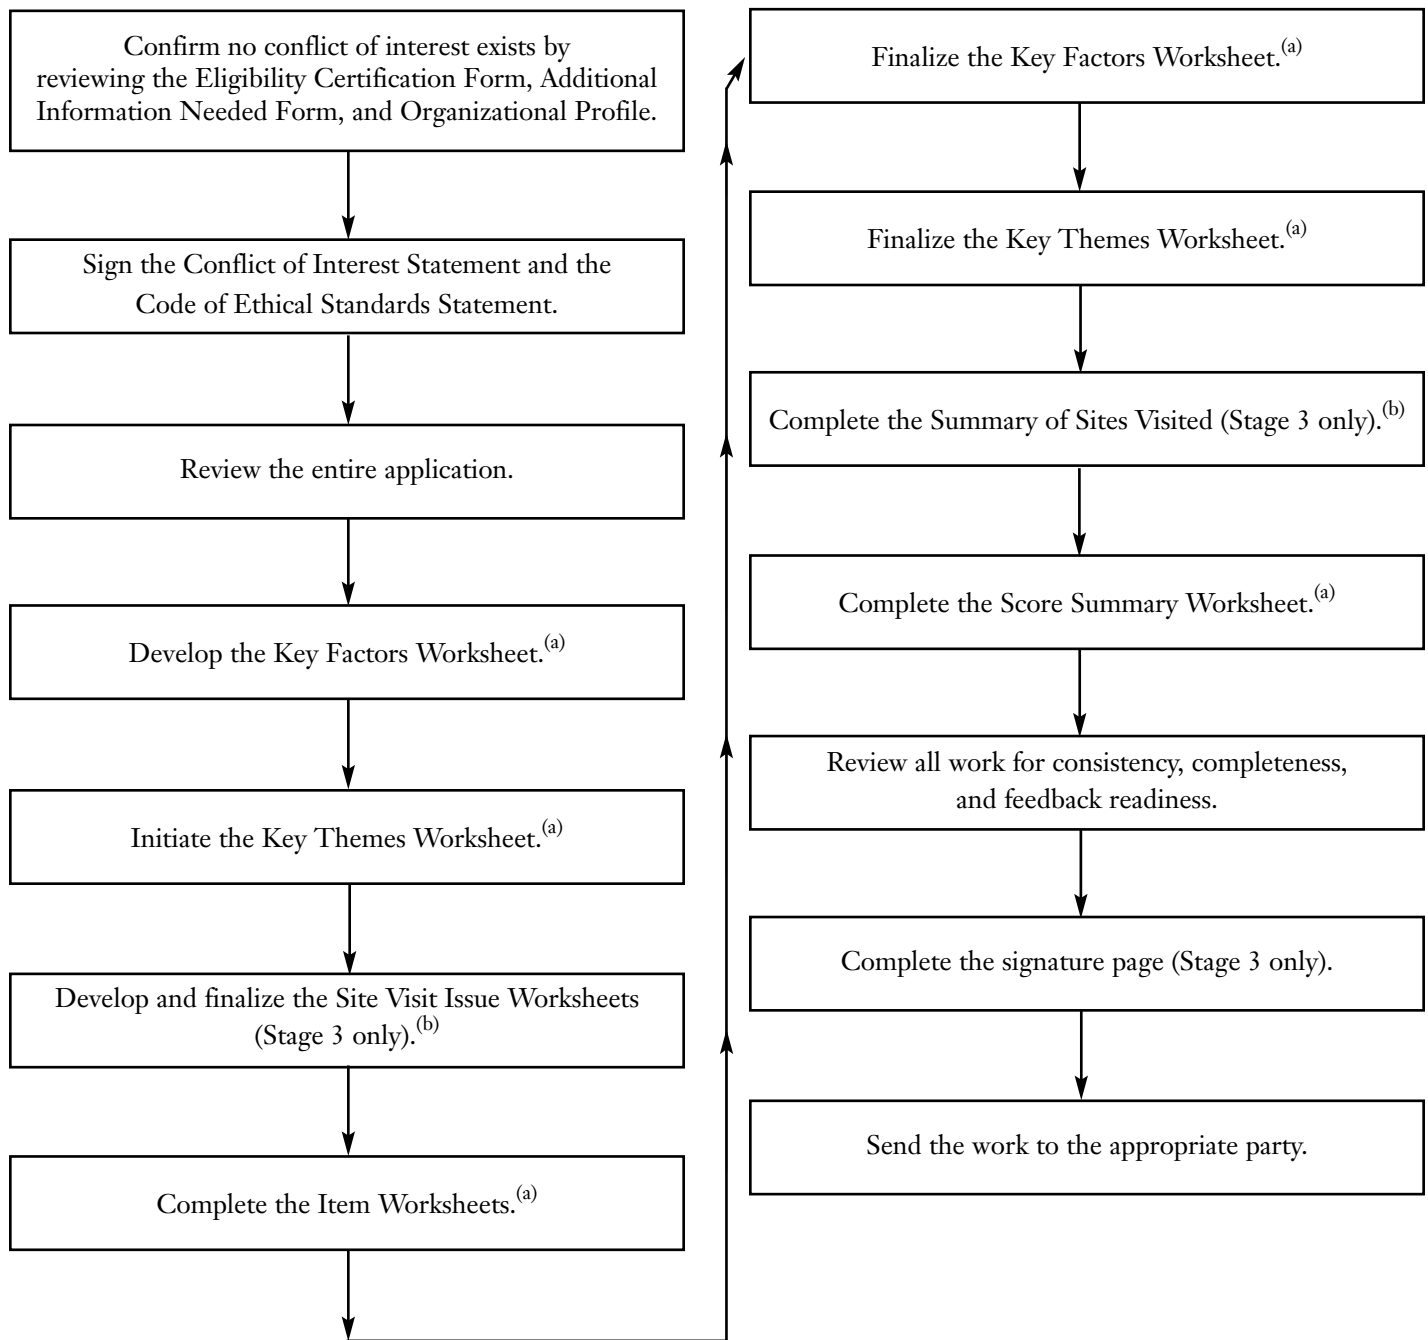 Confirm no conflict of interest exists by
reviewing the Eligibility Certification Form, Additional
Information Needed Form, and Organizational Profile.
Sign the Conflict of Interest Statement and the
Code of Ethical Standards Statement.
Review the entire application.
Develop the Key Factors Worksheet.(a)
Initiate the Key Themes Worksheet.(a)
Develop and finalize the Site Visit Issue Worksheets
(Stage 3 only).(b)
Complete the Item Worksheets.(a)
Finalize the Key Factors Worksheet.(a)
Finalize the Key Themes Worksheet.(a)
Complete the Summary of Sites Visited (Stage 3 only).(b)
Complete the Score Summary Worksheet.(a)
Review all work for consistency, completeness,
and feedback readiness.
Complete the signature page (Stage 3 only).
Send the work to the appropriate party.